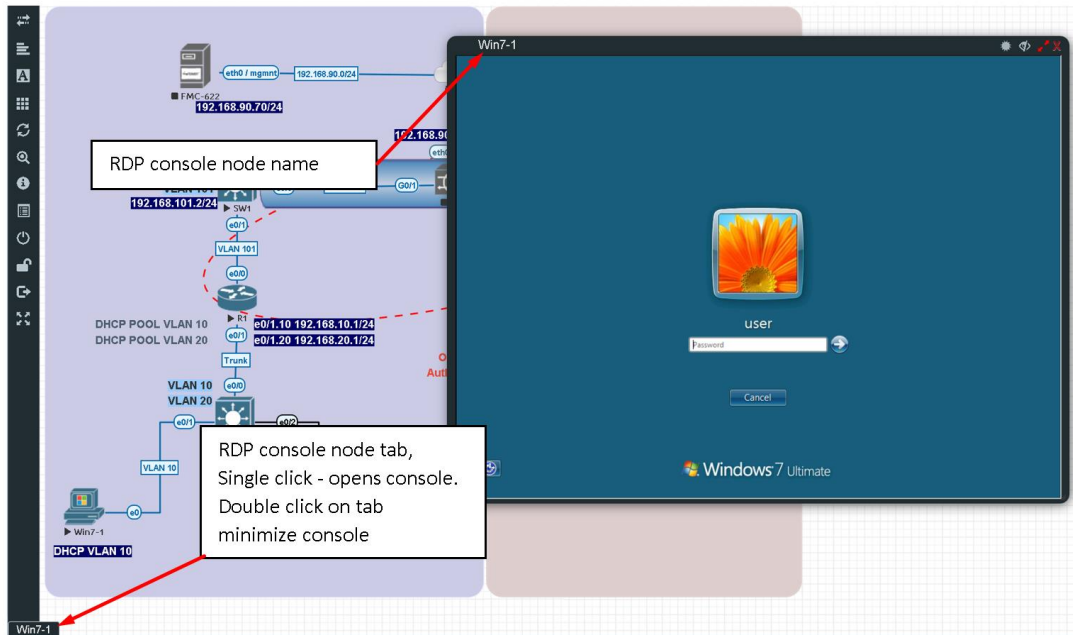 Win7-1
eth0 / mgmnt
192.168.90.0/24
FMC-622
192.168.90.70/24
192.168.90
eth
RDP console node name
G0/1
192.168.101.2/24
SW1
e0/1
VLAN 101
e0/0
R1
DHCP POOL VLAN 10
e0/1.10 192.168.10.1/24
DHCP POOL VLAN 20
e0/1
e0/1.20 192.168.20.1/24
Trunk
VLAN 10
e0/0
VLAN 20
e0/1
e0/2
RDP console node tab,
Single click - opens console.
Double click on tab
minimize console
VLAN 10
e0
Win7-1
DHCP VLAN 10
user
Password
Cancel
Windows 7 Ultimate
Win7-1